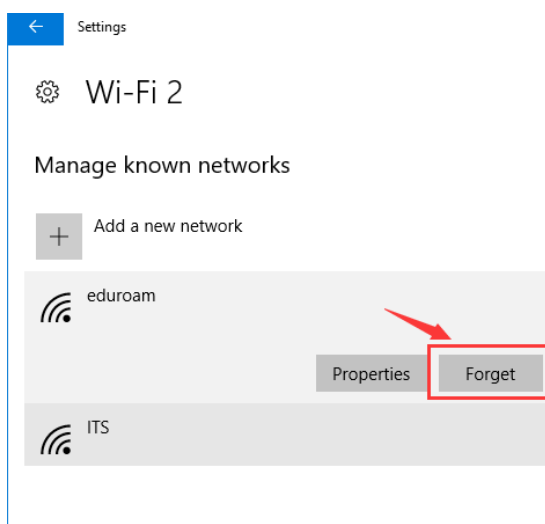 Settings
Wi-Fi 2
Manage known networks
Add a new network
eduroam
Properties Forget
ITS